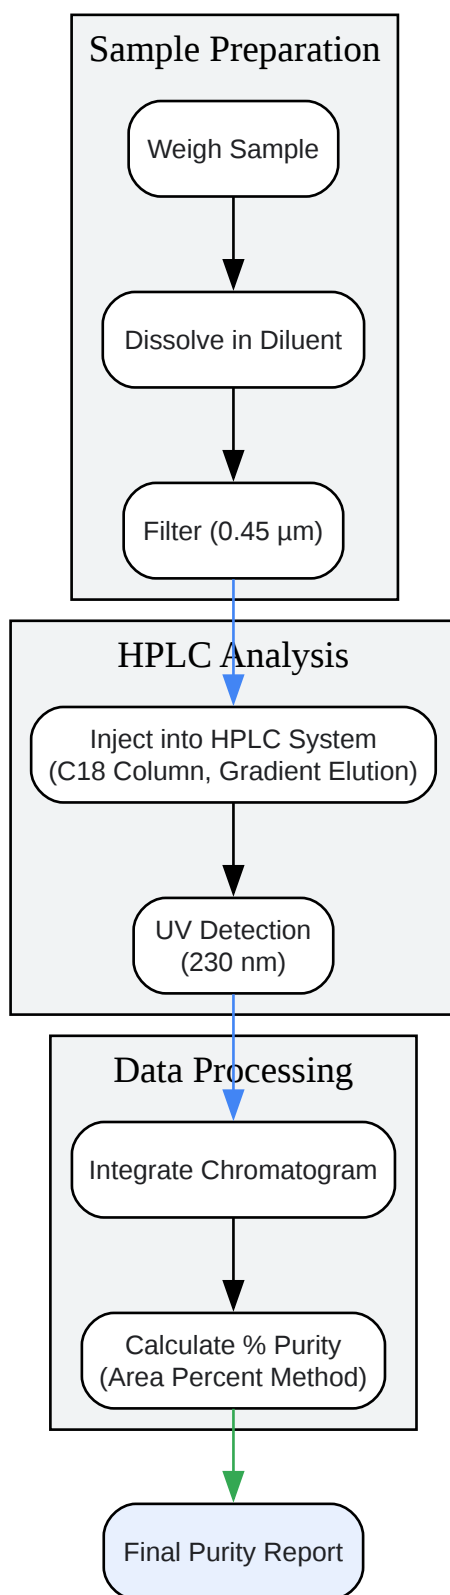 Sample Preparation
Weigh Sample
Dissolve in Diluent
Filter (0.45 µm)
HPLC Analysis
Inject into HPLC System
(C18 Column, Gradient Elution)
UV Detection
(230 nm)
Data Processing
Integrate Chromatogram
Calculate % Purity
(Area Percent Method)
Final Purity Report